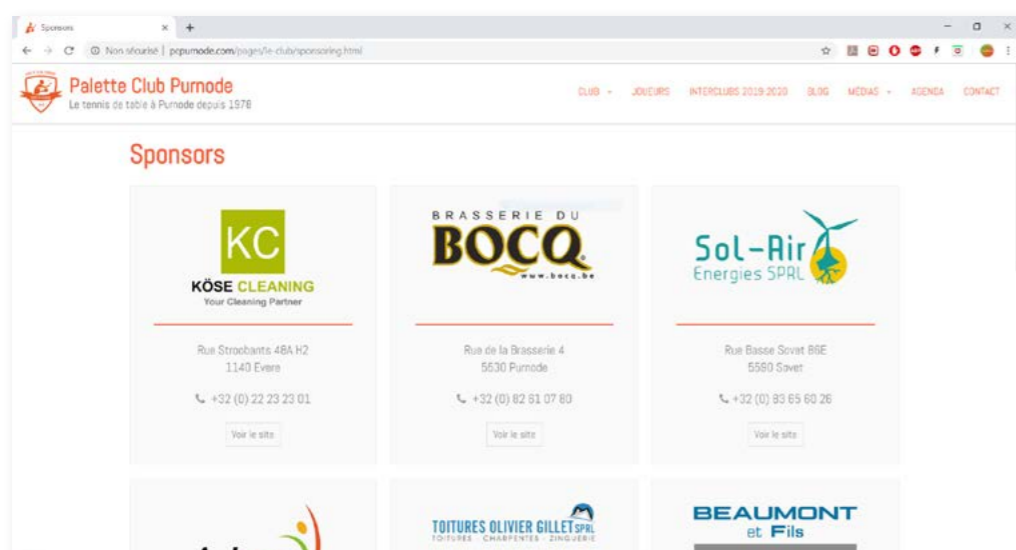 Sponsors
Non sécurisé | pcpurnode.com/pages/le-club/sponsoring.html
Palette Club Purnode
Le tennis de table à Purnode depuis 1978
CLUB
JOUEURS
INTERCLUBS 2019-2020
BLOG
MÉDIAS
AGENDA
CONTACT
Sponsors
KC
KÖSE CLEANING
Your Cleaning Partner
Rue Stroobants 48A H2
1140 Evere
+32 (0) 22 23 23 01
Voir le site
BRASSERIE DU
BOCQ
www.bocq.be
Rue de la Brasserie 4
5530 Purnode
+32 (0) 82 61 07 80
Voir le site
Sol-Air
Energies SPRL
Rue Basse Sovet 86E
5590 Sovet
+32 (0) 83 65 60 26
Voir le site
TOITURES OLIVIER GILLET SPRL
TOITURES - CHARPENTES - ZINGUERIE
BEAUMONT
et Fils